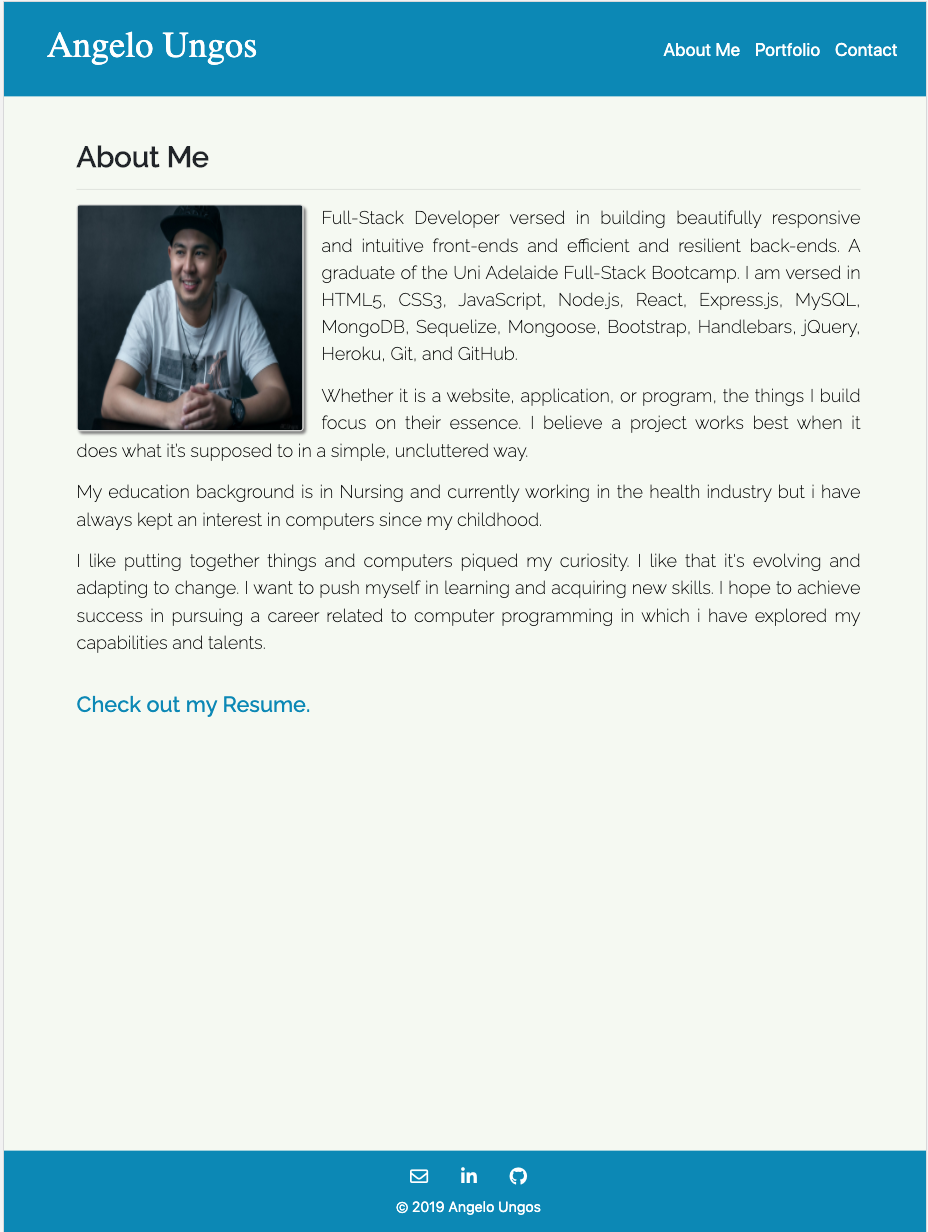 Angelo Ungos
About Me Portfolio Contact
About Me
Full-Stack Developer versed in building beautifully responsive
and intuitive front-ends and efficient and resilient back-ends. A
graduate of the Uni Adelaide Full-Stack Bootcamp. I am versed in
HTML5, CSS3, JavaScript, Node.js, React, Express.js, MySQL,
MongoDB, Sequelize, Mongoose, Bootstrap, Handlebars, jQuery,
Heroku, Git, and GitHub.
Whether it is a website, application, or program, the things I build
focus on their essence. I believe a project works best when it
does what it's supposed to in a simple, uncluttered way.
My education background is in Nursing and currently working in the health industry but i have
always kept an interest in computers since my childhood.
I like putting together things and computers piqued my curiosity. I like that it's evolving and
adapting to change. I want to push myself in learning and acquiring new skills. I hope to achieve
success in pursuing a career related to computer programming in which i have explored my
capabilities and talents.
Check out my Resume.
in
© 2019 Angelo Ungos